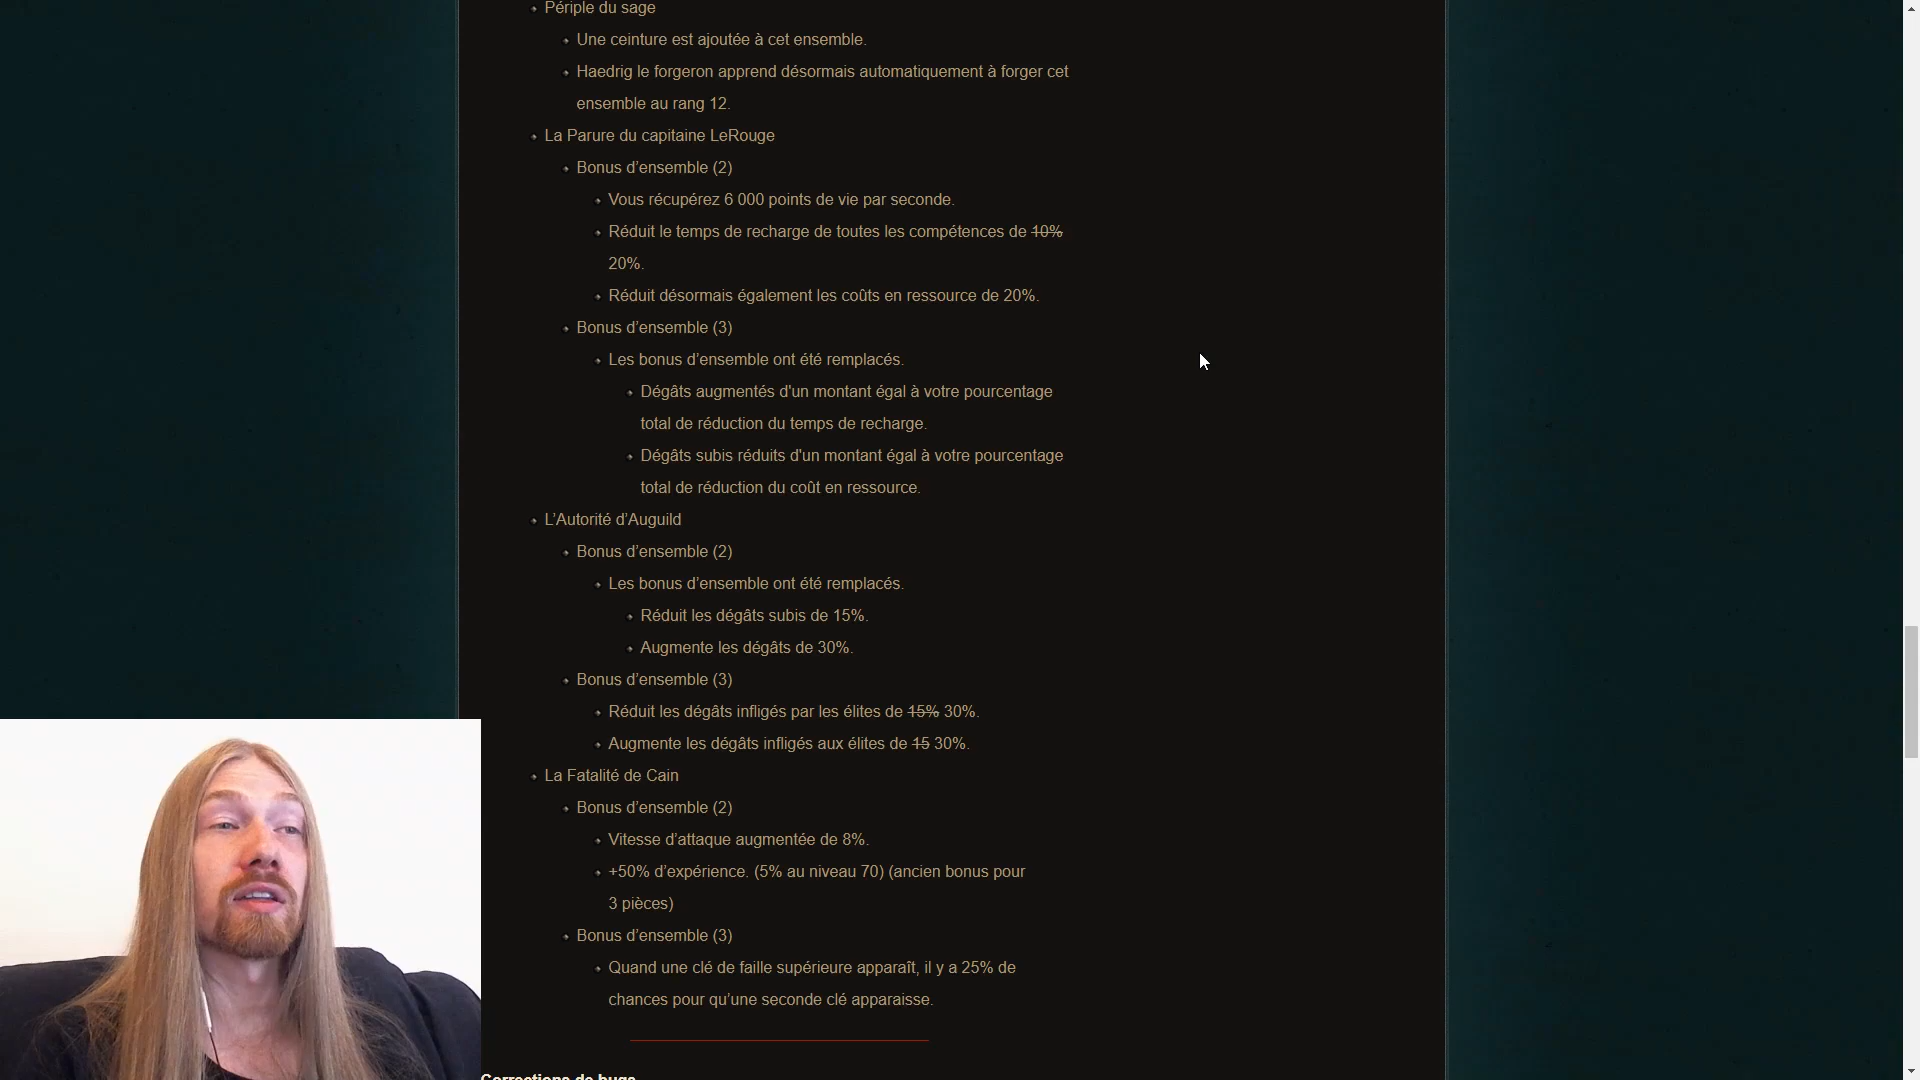 Périple du sage
Une ceinture est ajoutée à cet ensemble.
Haedrig le forgeron apprend désormais automatiquement à forger cet
ensemble au rang 12.
La Parure du capitaine LeRouge
Bonus d’ensemble (2)
Vous récupérez 6 000 points de vie par seconde.
Réduit le temps de recharge de toutes les compétences de 10%
20%.
Réduit désormais également les coûts en ressource de 20%.
Bonus d’ensemble (3)
Les bonus d’ensemble ont été remplacés.
Dégâts augmentés d'un montant égal à votre pourcentage
total de réduction du temps de recharge.
Dégâts subis réduits d'un montant égal à votre pourcentage
total de réduction du coût en ressource.
L’Autorité d’Auguild
Bonus d’ensemble (2)
Les bonus d’ensemble ont été remplacés.
Réduit les dégâts subis de 15%.
Augmente les dégâts de 30%.
Bonus d’ensemble (3)
Réduit les dégâts infligés par les élites de 15% 30%.
Augmente les dégâts infligés aux élites de 15 30%.
La Fatalité de Cain
Bonus d’ensemble (2)
Vitesse d’attaque augmentée de 8%.
+50% d’expérience. (5% au niveau 70) (ancien bonus pour
3 pièces)
Bonus d’ensemble (3)
Quand une clé de faille supérieure apparaît, il y a 25% de
chances pour qu’une seconde clé apparaisse.
Corrections de bugs